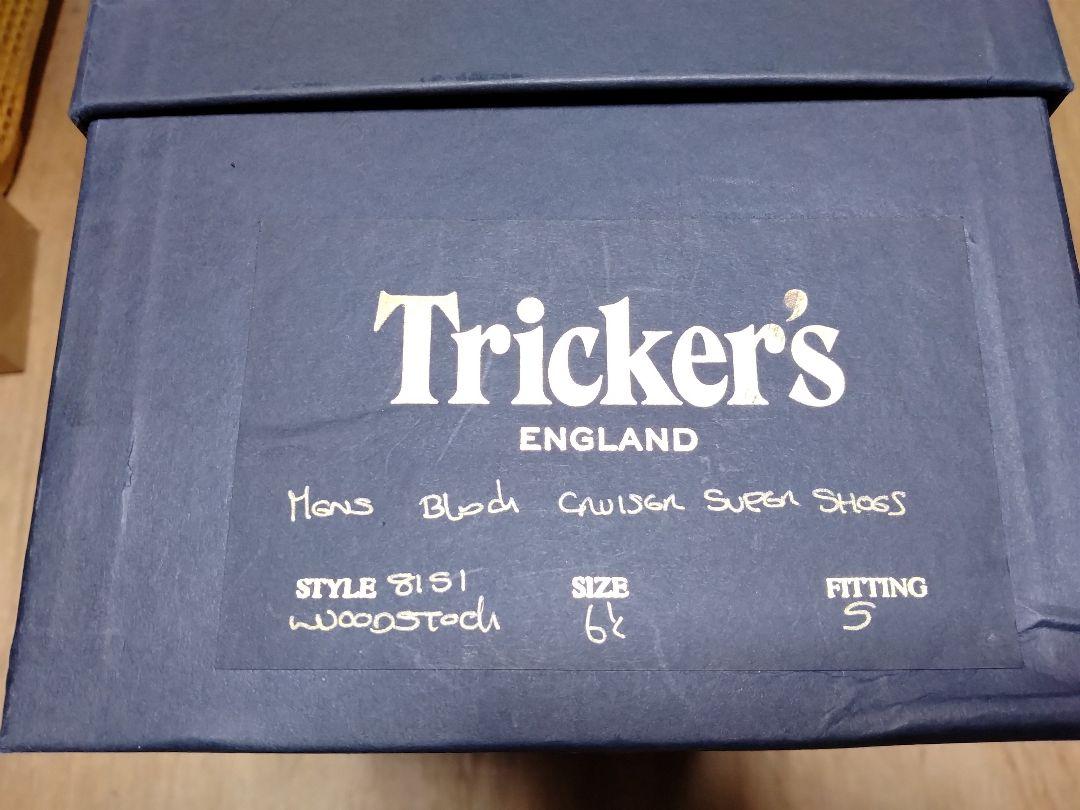 Tricker's
ENGLAND
Mens Black Cruiser Super Shoes
STYLE 8151 SIZE FITTING
WOODSTOCK 6½ 5